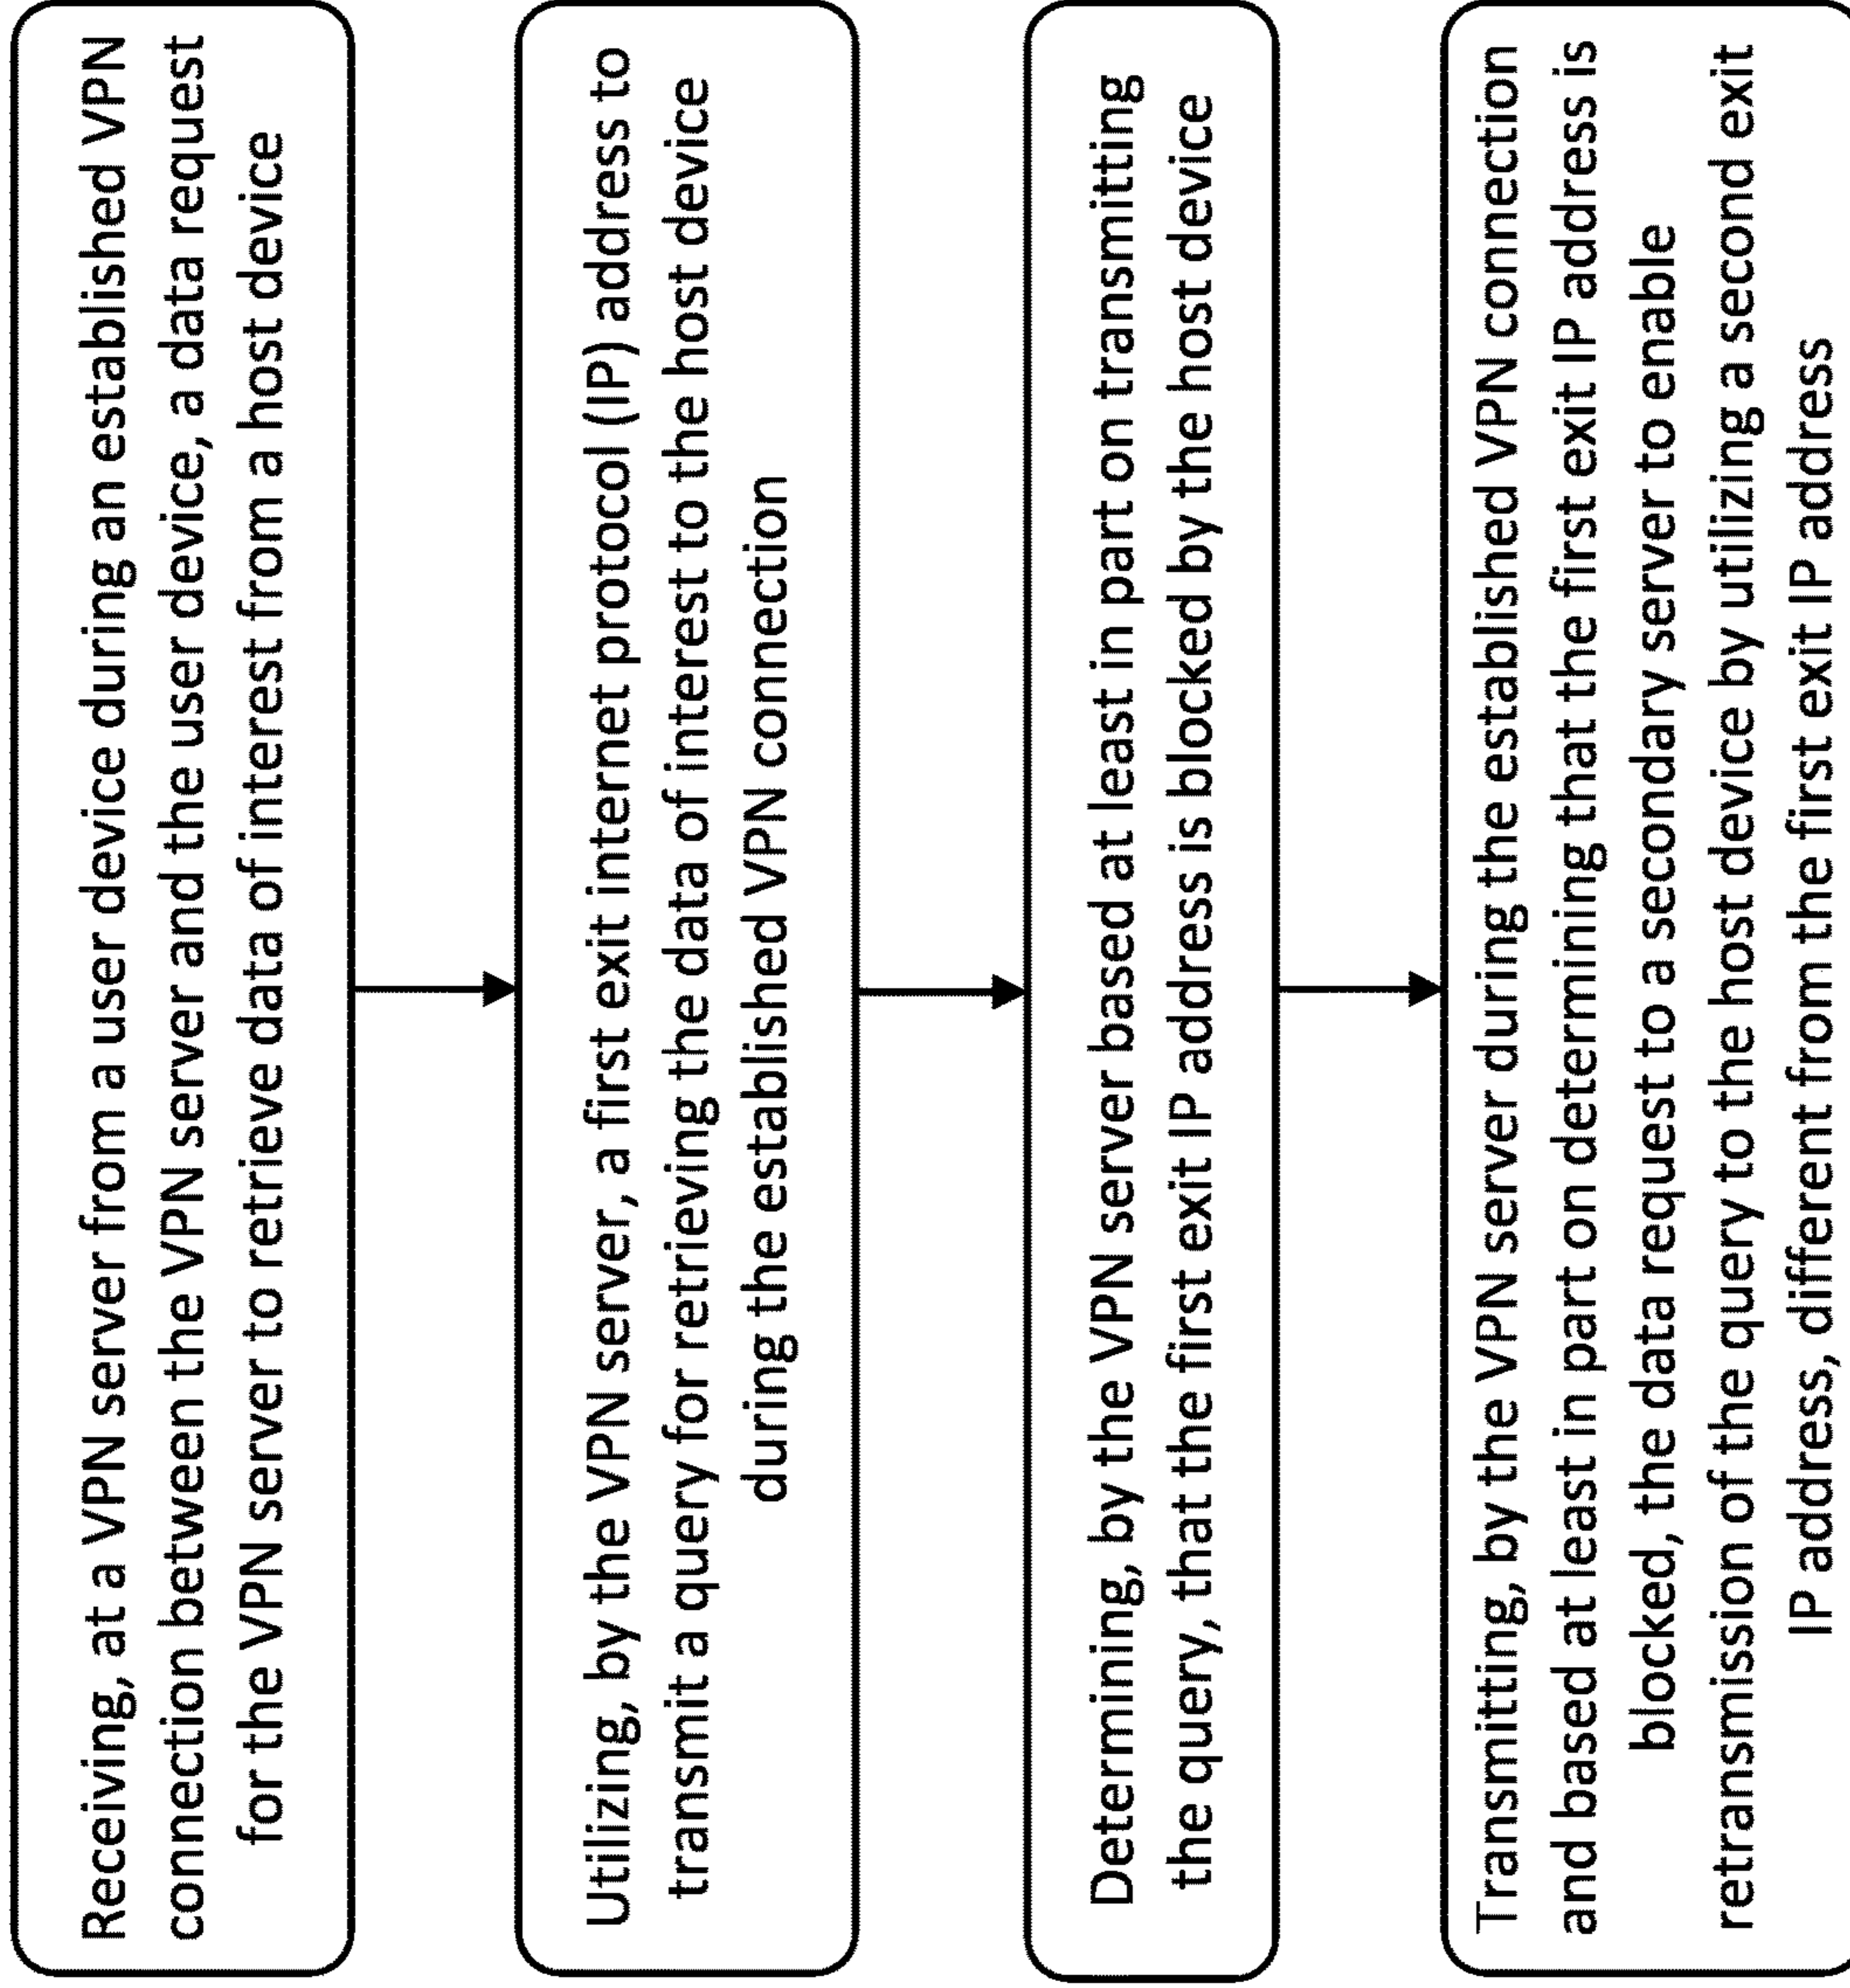 Receiving, at a VPN server from a user device during an established VPN
connection between the VPN server and the user device, a data request
for the VPN server to retrieve data of interest from a host device
Utilizing, by the VPN server, a first exit internet protocol (IP) address to
transmit a query for retrieving the data of interest to the host device
during the established VPN connection
Determining, by the VPN server based at least in part on transmitting
the query, that the first exit IP address is blocked by the host device
Transmitting, by the VPN server during the established VPN connection
and based at least in part on determining that the first exit IP address is
blocked, the data request to a secondary server to enable
retransmission of the query to the host device by utilizing a second exit
IP address, different from the first exit IP address